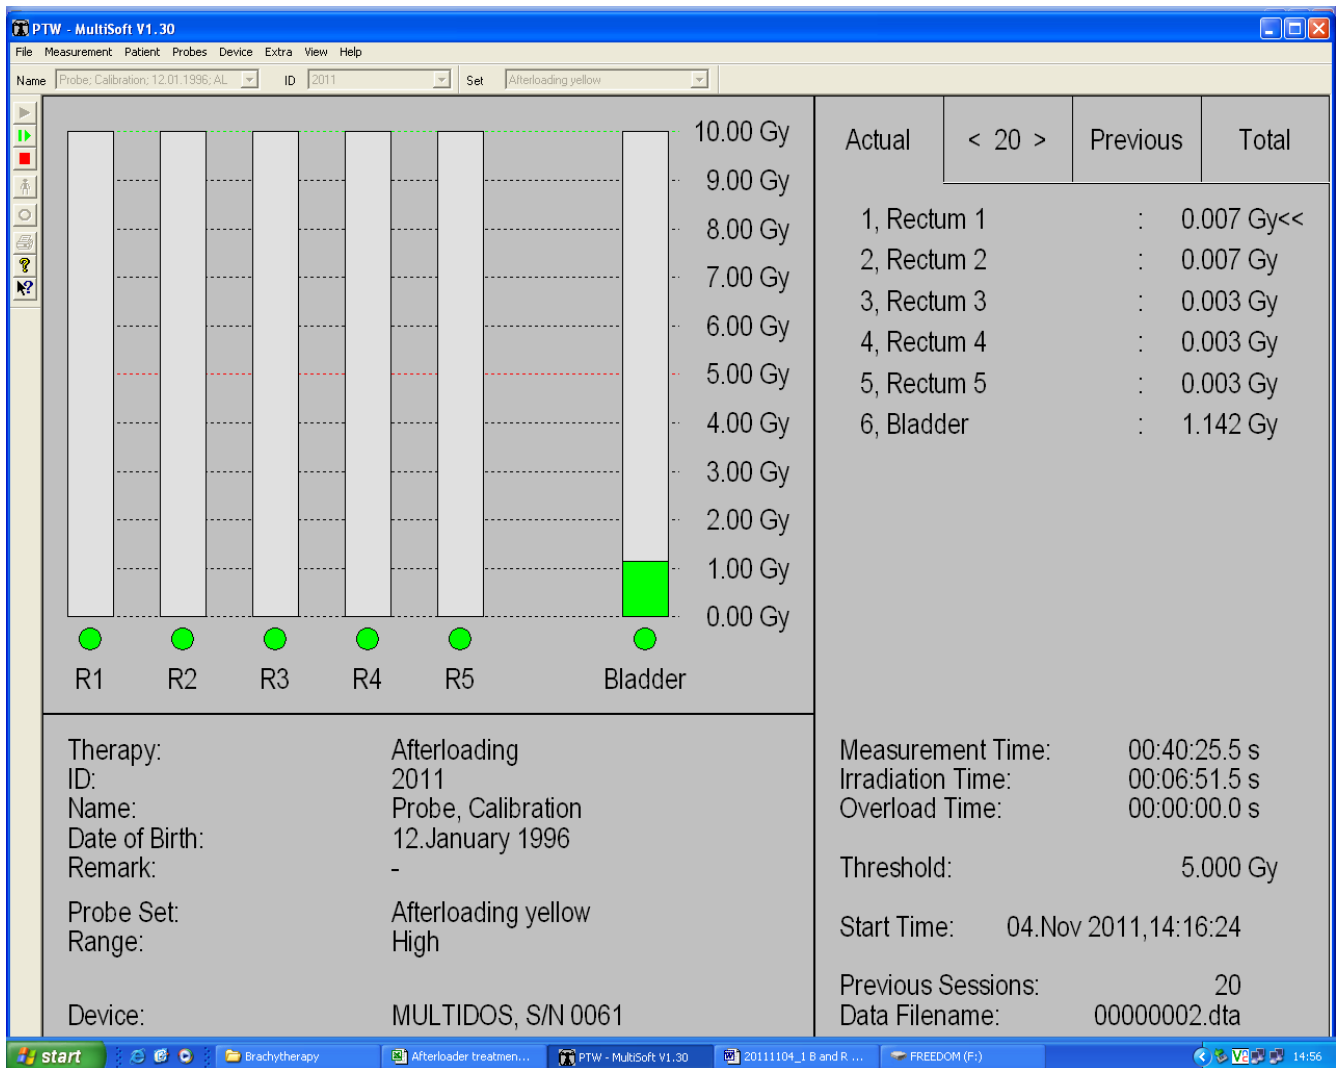 PTW - MultiSoft V1.30
File Measurement Patient Probes Device Extra View Help
Name Probe; Calibration; 12.01.1996; AL ID 2011 Set Afterloading yellow
10.00 Gy
9.00 Gy
8.00 Gy
7.00 Gy
6.00 Gy
5.00 Gy
4.00 Gy
3.00 Gy
2.00 Gy
1.00 Gy
0.00 Gy
R1 R2 R3 R4 R5 Bladder
Actual < 20 > Previous Total
1, Rectum 1 : 0.007 Gy<<
2, Rectum 2 : 0.007 Gy
3, Rectum 3 : 0.003 Gy
4, Rectum 4 : 0.003 Gy
5, Rectum 5 : 0.003 Gy
6, Bladder : 1.142 Gy
Therapy: Afterloading
ID: 2011
Name: Probe, Calibration
Date of Birth: 12.January 1996
Remark: -
Probe Set: Afterloading yellow
Range: High
Device: MULTIDOS, S/N 0061
Measurement Time: 00:40:25.5 s
Irradiation Time: 00:06:51.5 s
Overload Time: 00:00:00.0 s
Threshold: 5.000 Gy
Start Time: 04.Nov 2011,14:16:24
Previous Sessions: 20
Data Filename: 00000002.dta
start Brachytherapy Afterloader treatmen... PTW - MultiSoft V1.30 20111104_1 B and R ... FREEDOM (F:) 14:56